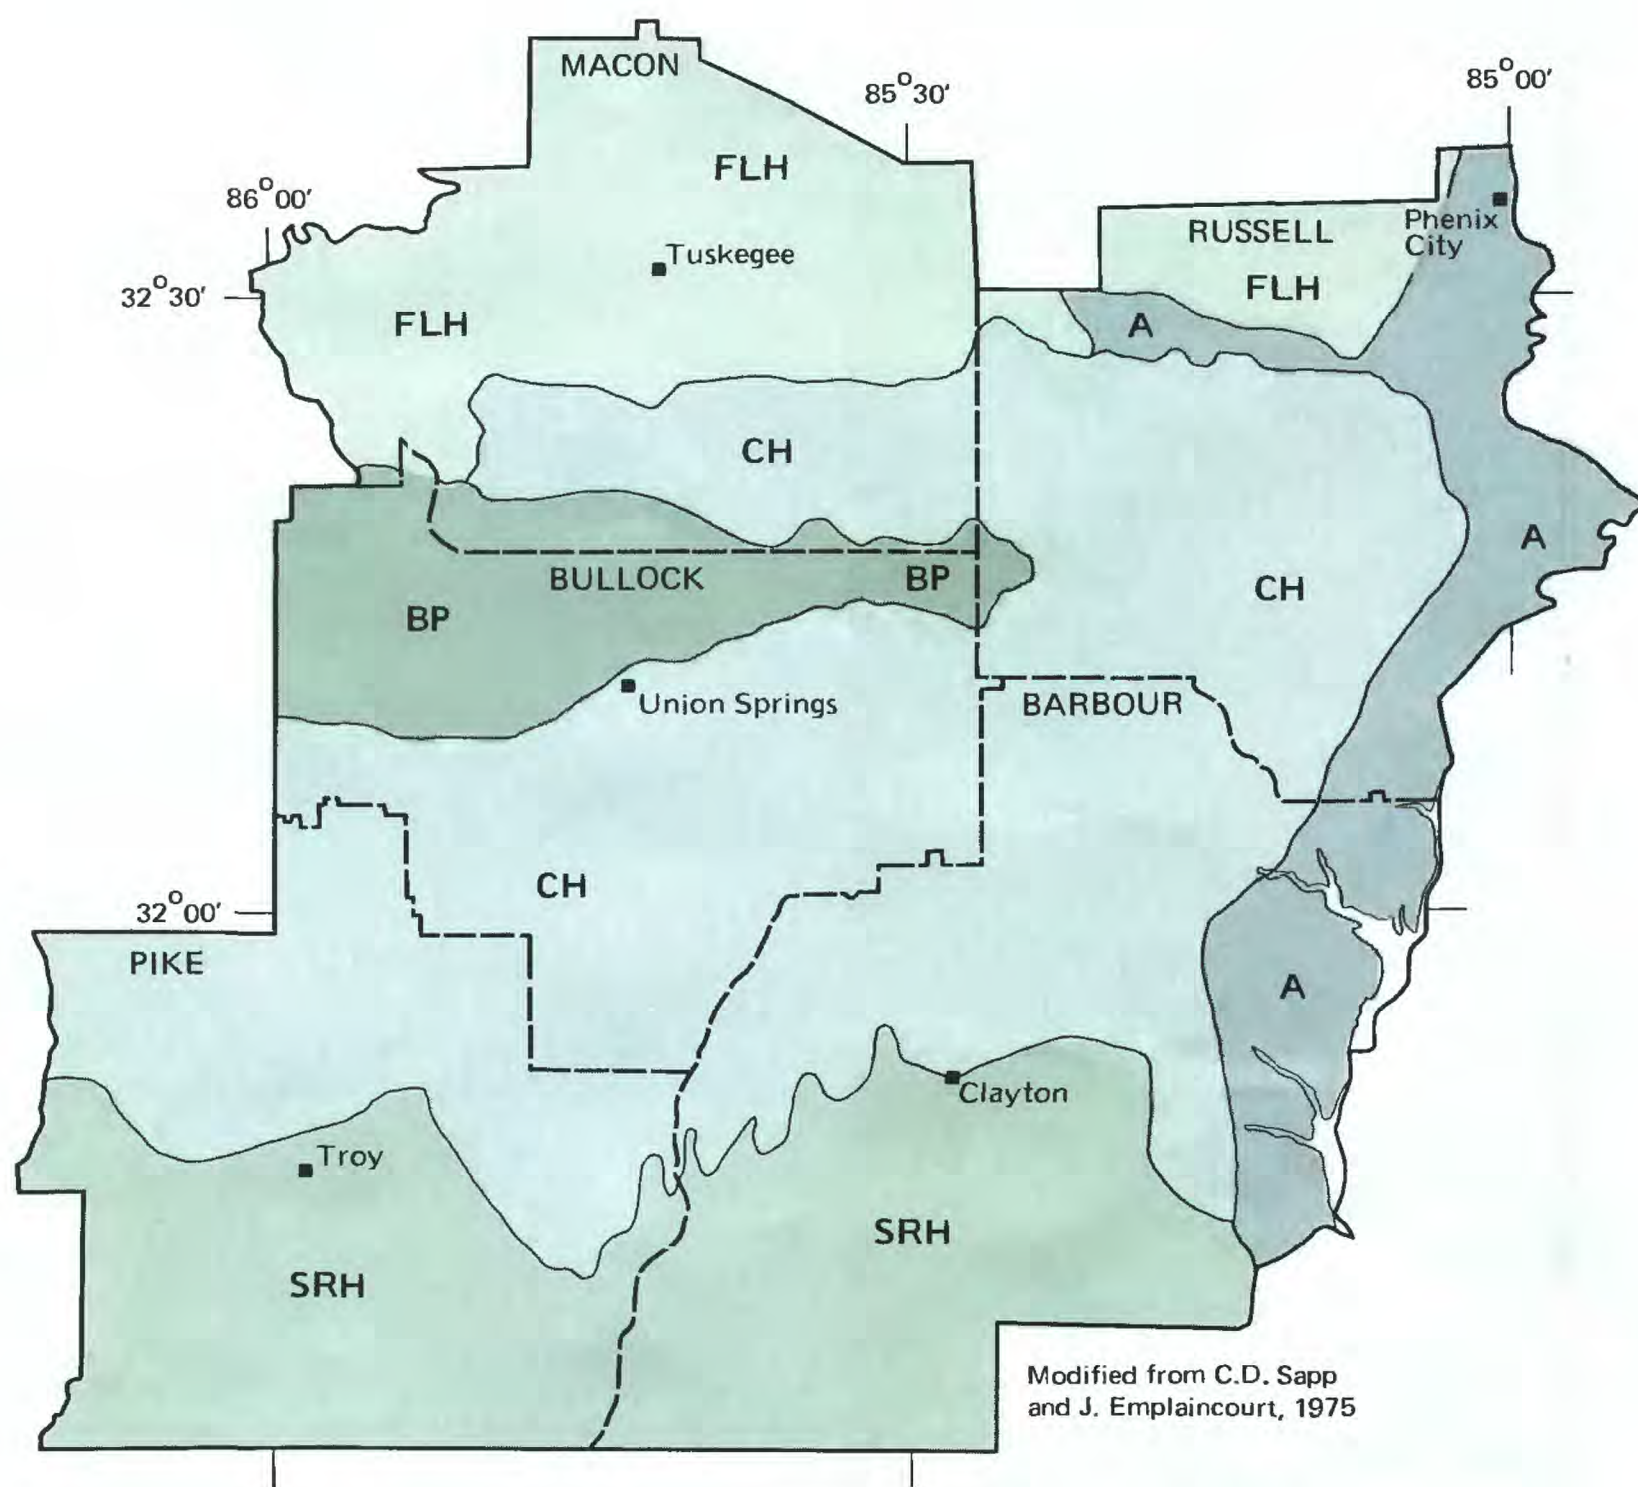 MACON
85°30'
85°00'
FLH
86°00'
Phenix
City
RUSSELL
Tuskegee
FLH
32°30'
FLH
A
CH
A
BULLOCK
BP
CH
BP
Union Springs
BARBOUR
CH
32°00'
PIKE
A
Clayton
Troy
SRH
SRH
Modified from C.D. Sapp
and J. Emplaincourt, 1975